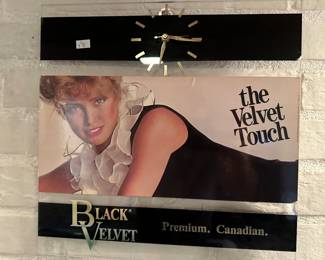 the
Velvet
Touch
BLACK®
VELVET
Premium. Canadian.